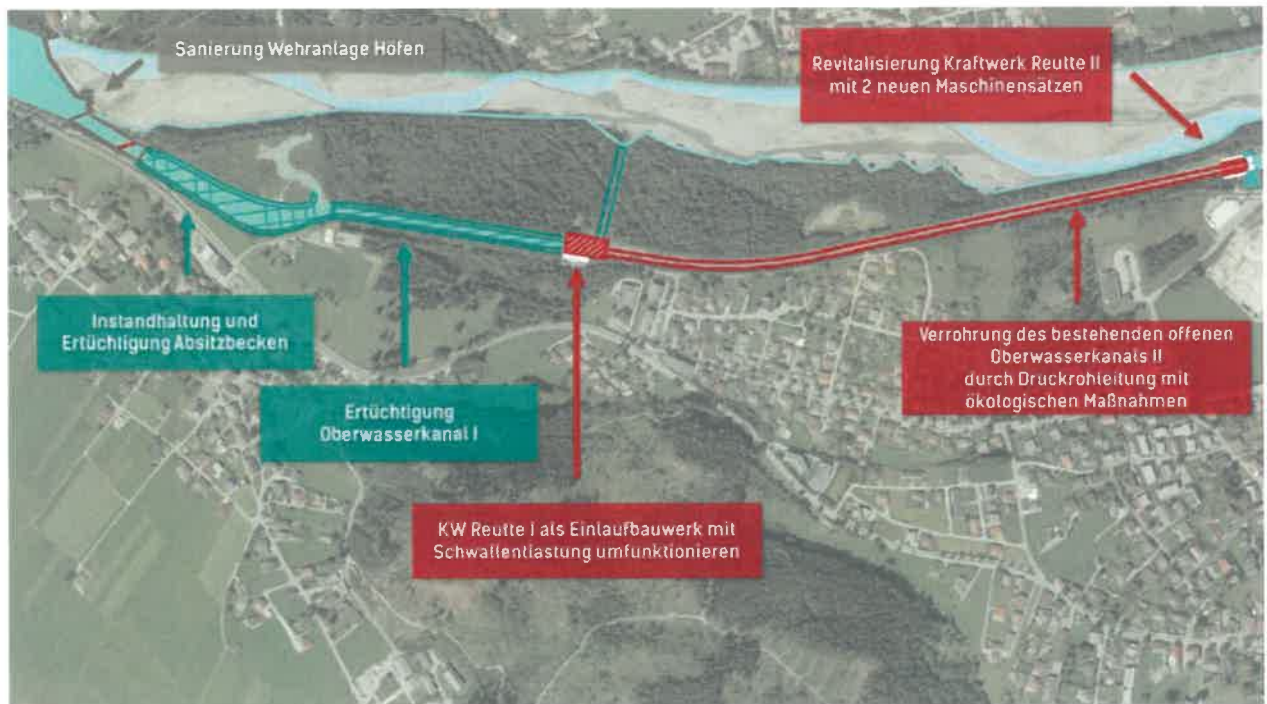 Sanierung Wehranlage Höfen
Revitalisierung Kraftwerk Reutte II
mit 2 neuen Maschinensätzen
Instandhaltung und
Ertüchtigung Absitzbecken
Ertüchtigung
Oberwasserkanal I
KW Reutte I als Einlaufbauwerk mit
Schwallentlastung umfunktionieren
Verrohrung des bestehenden offenen
Oberwasserkanals II
durch Druckrohleitung mit
ökologischen Maßnahmen